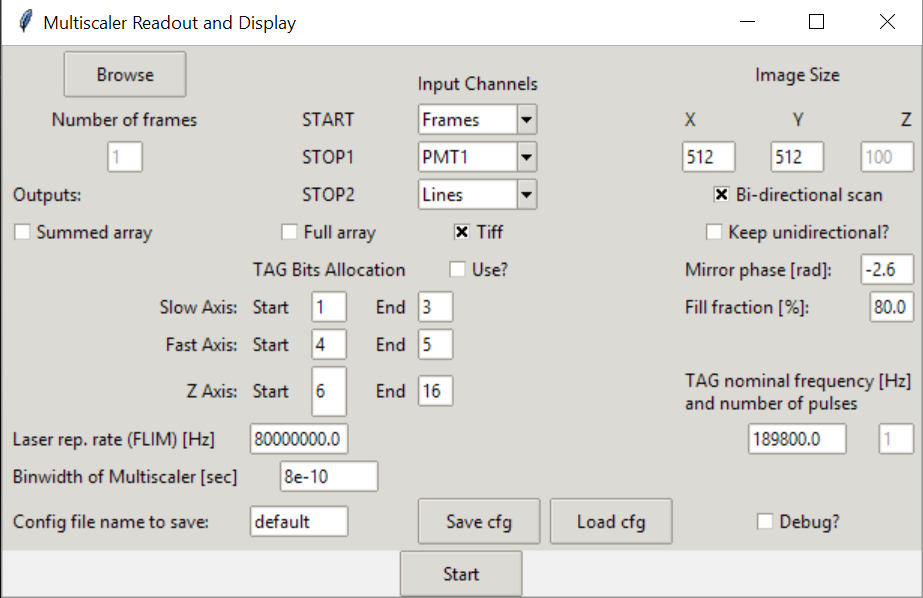 Multiscaler Readout and Display
Browse
Input Channels
Image Size
Number of frames
START
Frames
X
Y
Z
1
STOP1
PMT1
512
512
100
Outputs:
STOP2
Lines
Bi-directional scan
Summed array
Full array
Tiff
Keep unidirectional?
TAG Bits Allocation
Use?
Mirror phase [rad]:
-2.6
Slow Axis:
Start
1
End
3
Fill fraction [%]:
80.0
Fast Axis:
Start
4
End
5
Z Axis:
Start
6
End
16
TAG nominal frequency [Hz]
and number of pulses
Laser rep. rate (FLIM) [Hz]
80000000.0
189800.0
1
Binwidth of Multiscaler [sec]
8e-10
Config file name to save:
default
Save cfg
Load cfg
Debug?
Start